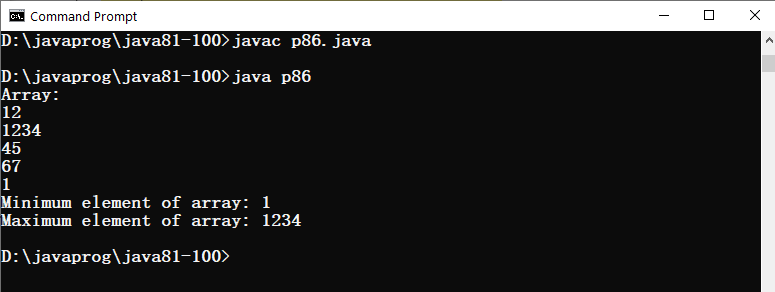 Command Prompt
D:\javaprog\java81-100>javac p86.java
D:\javaprog\java81-100>java p86
Array:
12
1234
45
67
1
Minimum element of array: 1
Maximum element of array: 1234
D:\javaprog\java81-100>